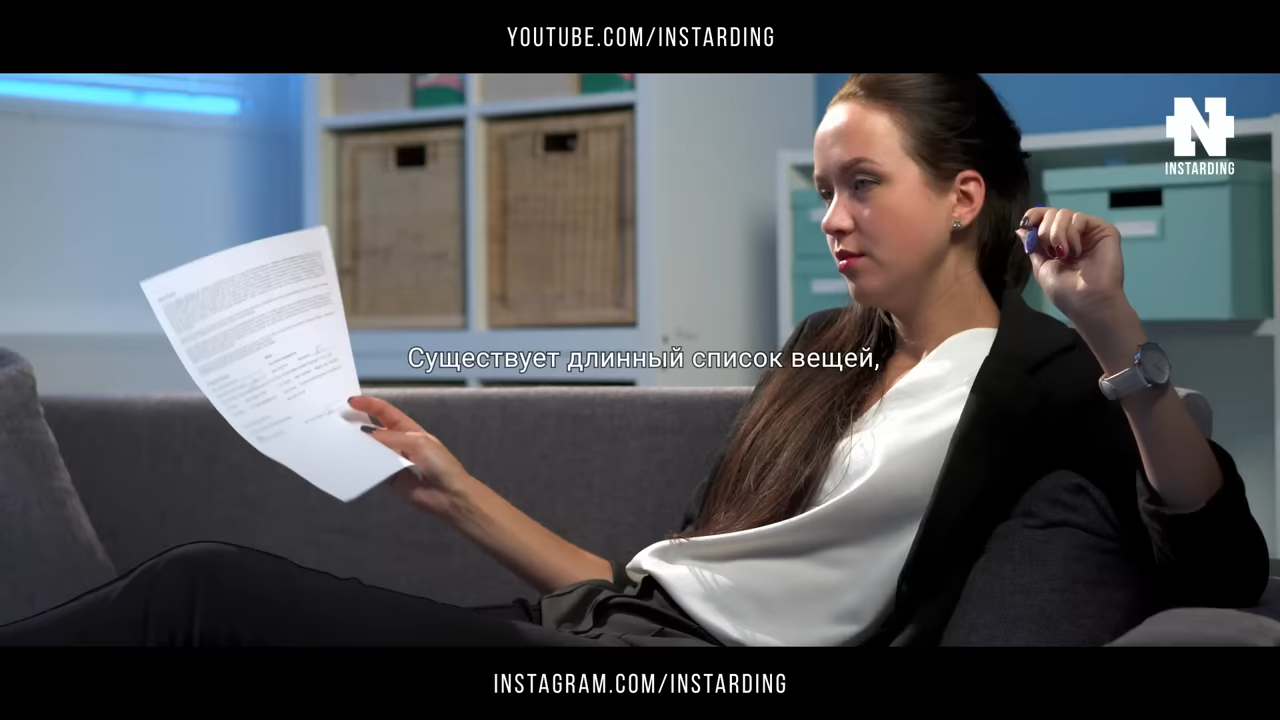 YOUTUBE.COM/INSTARDING
N
INSTARDING
Существует длинный список вещей,
INSTAGRAM.COM/INSTARDING